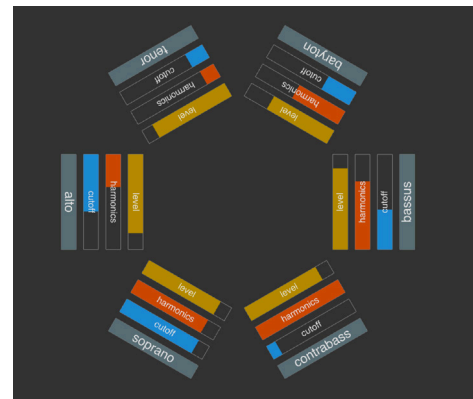 tenor
cutoff
harmonics
level
baryton
cutoff
harmonics
level
alto
cutoff
harmonics
level
level
harmonics
cutoff
bassus
level
harmonics
cutoff
soprano
level
harmonics
cutoff
contrabass